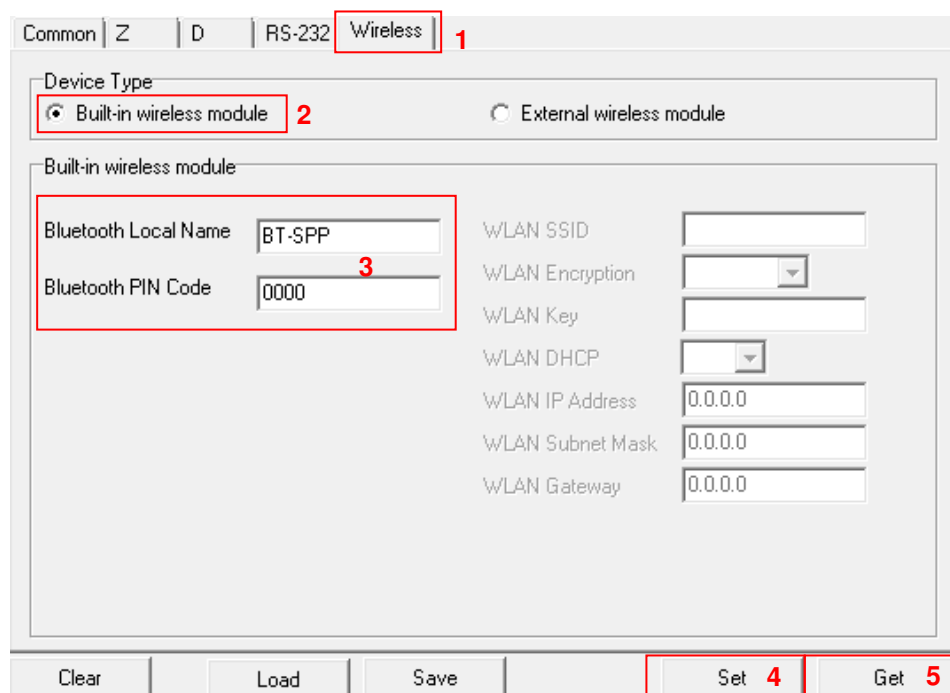 Common Z D RS-232 Wireless 1
Device Type
Built-in wireless module 2 External wireless module
Built-in wireless module
Bluetooth Local Name BT-SPP
3
Bluetooth PIN Code 0000
WLAN SSID
WLAN Encryption
WLAN Key
WLAN DHCP
WLAN IP Address 0.0.0.0
WLAN Subnet Mask 0.0.0.0
WLAN Gateway 0.0.0.0
Clear Load Save Set 4 Get 5